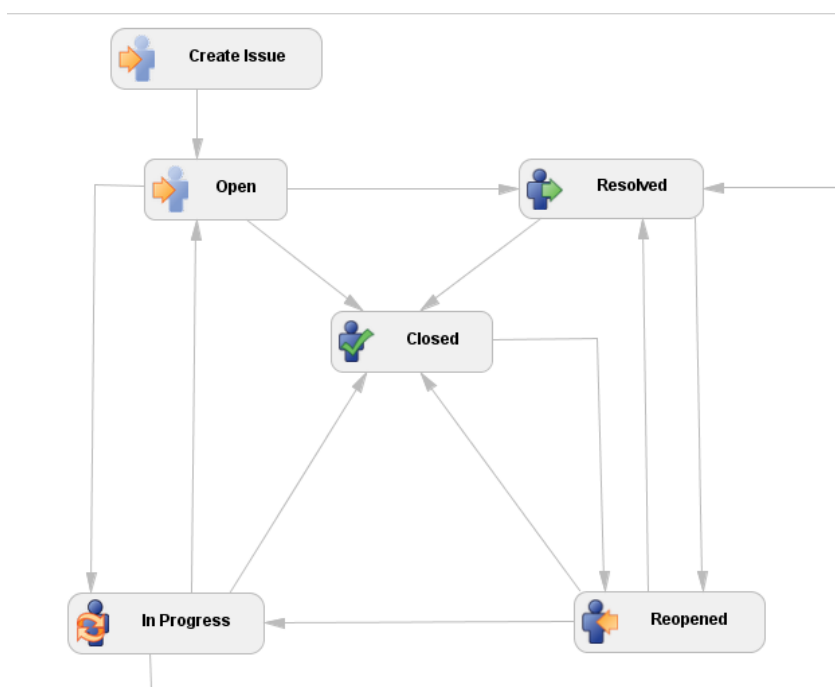 Create Issue
Open
Resolved
Closed
In Progress
Reopened